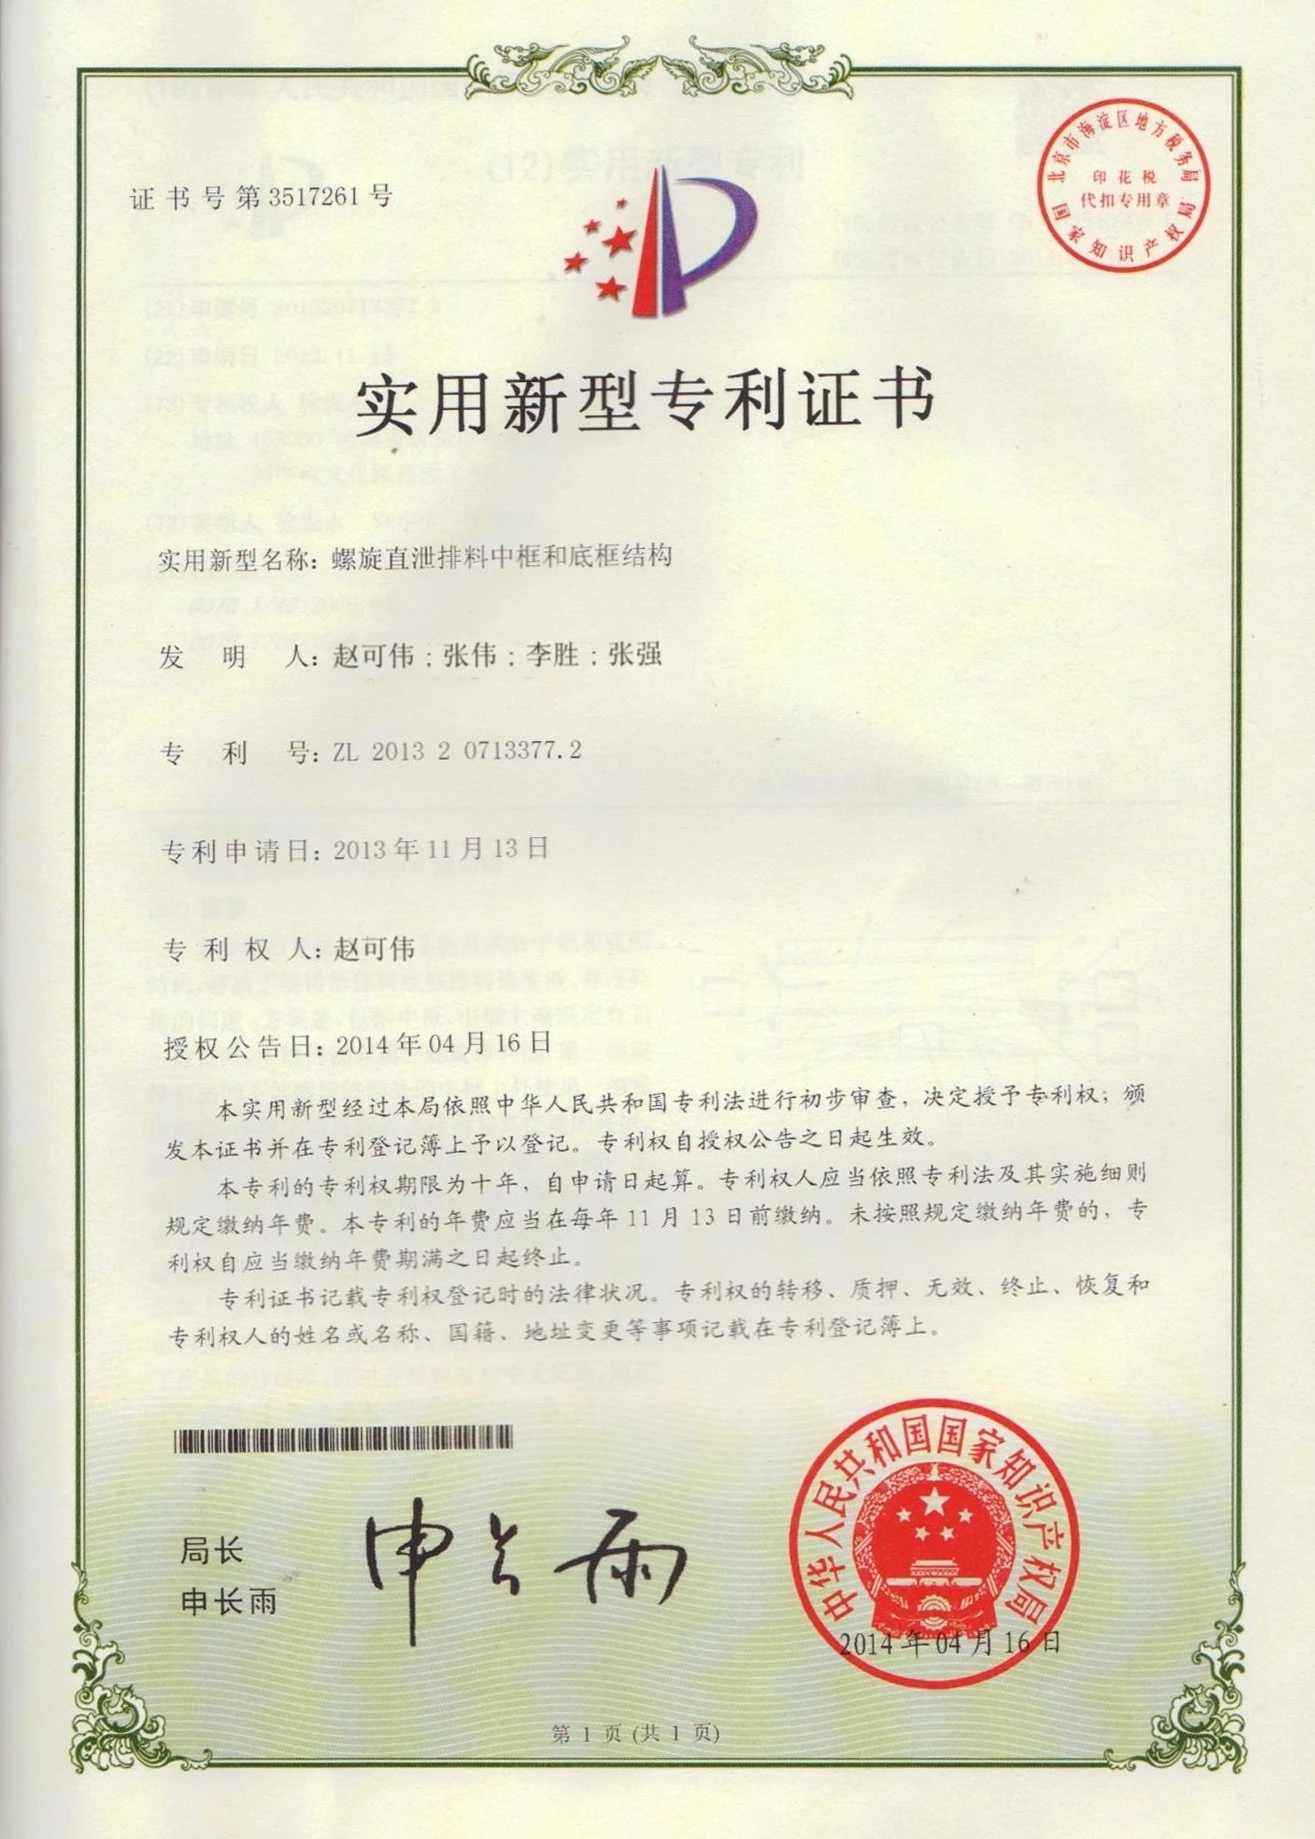 证书号第3517261号
北京市海淀区地方税务局
印花税
代扣专用章
国家知识产权局
实用新型专利证书
实用新型名称：螺旋直泄排料中框和底框结构
发明人：赵可伟；张伟；李胜；张强
专利号：ZL 2013 2 0713377.2
专利申请日：2013年11月13日
专利权人：赵可伟
授权公告日：2014年04月16日
本实用新型经过本局依照中华人民共和国专利法进行初步审查，决定授予专利权；颁
发本证书并在专利登记簿上予以登记。专利权自授权公告之日起生效。
本专利的专利权期限为十年，自申请日起算。专利权人应当依照专利法及其实施细则
规定缴纳年费。本专利的年费应当在每年11月13日前缴纳。未按照规定缴纳年费的，专
利权自应当缴纳年费期满之日起终止。
专利证书记载专利权登记时的法律状况。专利权的转移、质押、无效、终止、恢复和
专利权人的姓名或名称、国籍、地址变更等事项记载在专利登记簿上。
局长
申长雨
申长雨
中华人民共和国国家知识产权局
2014年04月16日
第 1 页 (共 1 页)